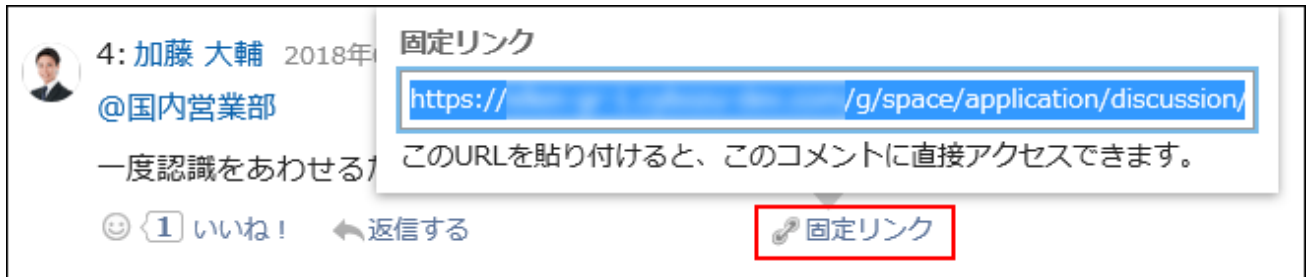 4: 加藤 大輔 2018年
@国内営業部
一度認識をあわせる
固定リンク
https:// /g/space/application/discussion/
このURLを貼り付けると、このコメントに直接アクセスできます。
1 いいね！ 返信する 固定リンク